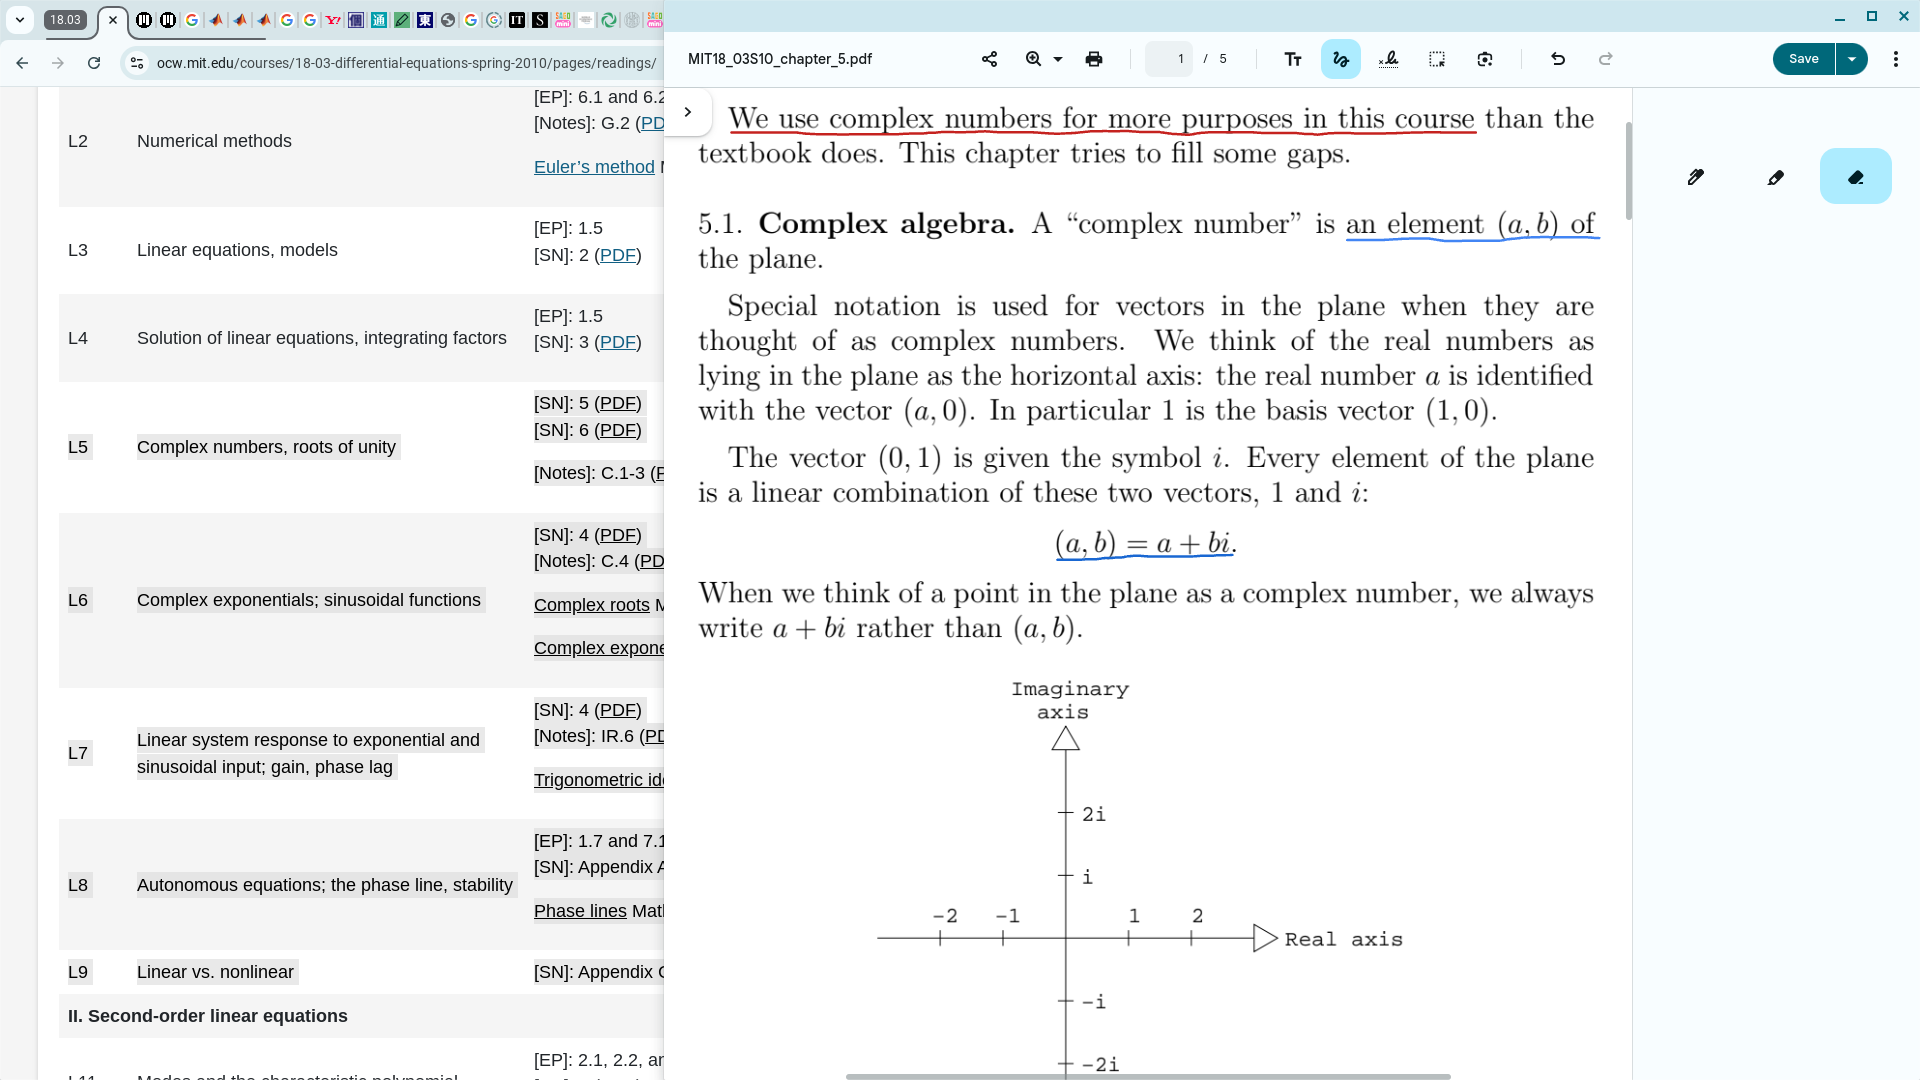 18.03
ocw.mit.edu/courses/18-03-differential-equations-spring-2010/pages/readings/
[EP]: 6.1 and 6.2
L2 Numerical methods
[Notes]: G.2 (PD
Euler’s method
L3 Linear equations, models
[EP]: 1.5
[SN]: 2 (PDF)
L4 Solution of linear equations, integrating factors
[EP]: 1.5
[SN]: 3 (PDF)
L5 Complex numbers, roots of unity
[SN]: 5 (PDF)
[SN]: 6 (PDF)
[Notes]: C.1-3 (
L6 Complex exponentials; sinusoidal functions
[SN]: 4 (PDF)
[Notes]: C.4 (PD
Complex roots M
Complex expone
L7 Linear system response to exponential and
sinusoidal input; gain, phase lag
[SN]: 4 (PDF)
[Notes]: IR.6 (PD
Trigonometric id
L8 Autonomous equations; the phase line, stability
[EP]: 1.7 and 7.1
[SN]: Appendix A
Phase lines Mat
L9 Linear vs. nonlinear
[SN]: Appendix
II. Second-order linear equations
[EP]: 2.1, 2.2, an
MIT18_03S10_chapter_5.pdf
1 / 5
Save
We use complex numbers for more purposes in this course than the
textbook does. This chapter tries to fill some gaps.
5.1. Complex algebra. A “complex number” is an element (a, b) of
the plane.
Special notation is used for vectors in the plane when they are
thought of as complex numbers. We think of the real numbers as
lying in the plane as the horizontal axis: the real number a is identified
with the vector (a, 0). In particular 1 is the basis vector (1, 0).
The vector (0, 1) is given the symbol i. Every element of the plane
is a linear combination of these two vectors, 1 and i:
(a, b) = a + bi.
When we think of a point in the plane as a complex number, we always
write a + bi rather than (a, b).
Imaginary
axis
2i
i
-2 -1 1 2
Real axis
-i
-2i